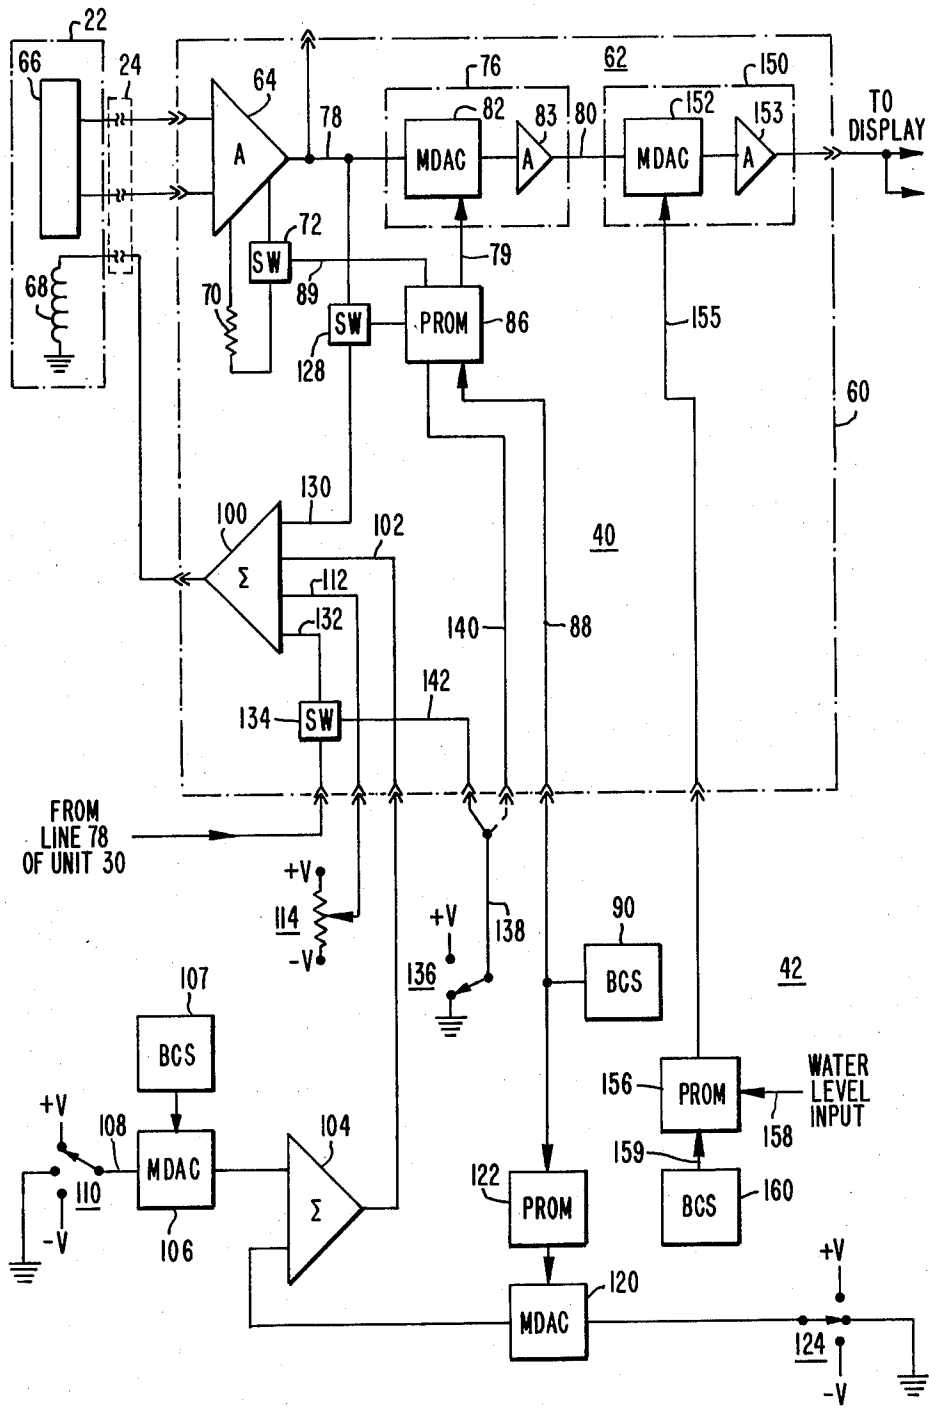 22
66
24
64
62
76
150
82
83
80
152
153
78
TO
DISPLAY
A
MDAC
A
MDAC
A
72
SW
89
79
68
70
SW
128
PROM
86
155
60
130
100
102
40
Σ
112
132
140
88
134
SW
142
FROM
LINE 78
OF UNIT 30
+V
114
-V
+V
138
136
90
BCS
42
107
BCS
156
PROM
WATER
LEVEL
INPUT
158
+V
108
104
MDAC
110
-V
106
Σ
159
122
PROM
BCS
160
+V
120
MDAC
124
-V